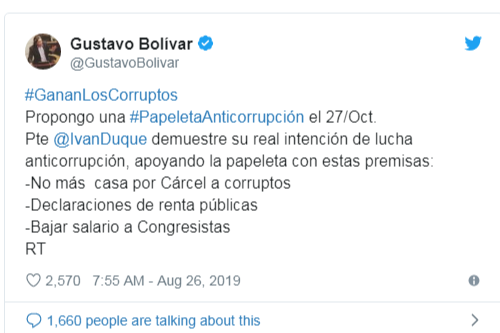 Gustavo Bolívar
@GustavoBolivar
#GananLosCorruptos
Propongo una #PapeletaAnticorrupción el 27/Oct.
Pte @IvanDuque demuestre su real intención de lucha
anticorrupción, apoyando la papeleta con estas premisas:
-No más  casa por Cárcel a corruptos
-Declaraciones de renta públicas
-Bajar salario a Congresistas
RT
2,570 7:55 AM - Aug 26, 2019
1,660 people are talking about this